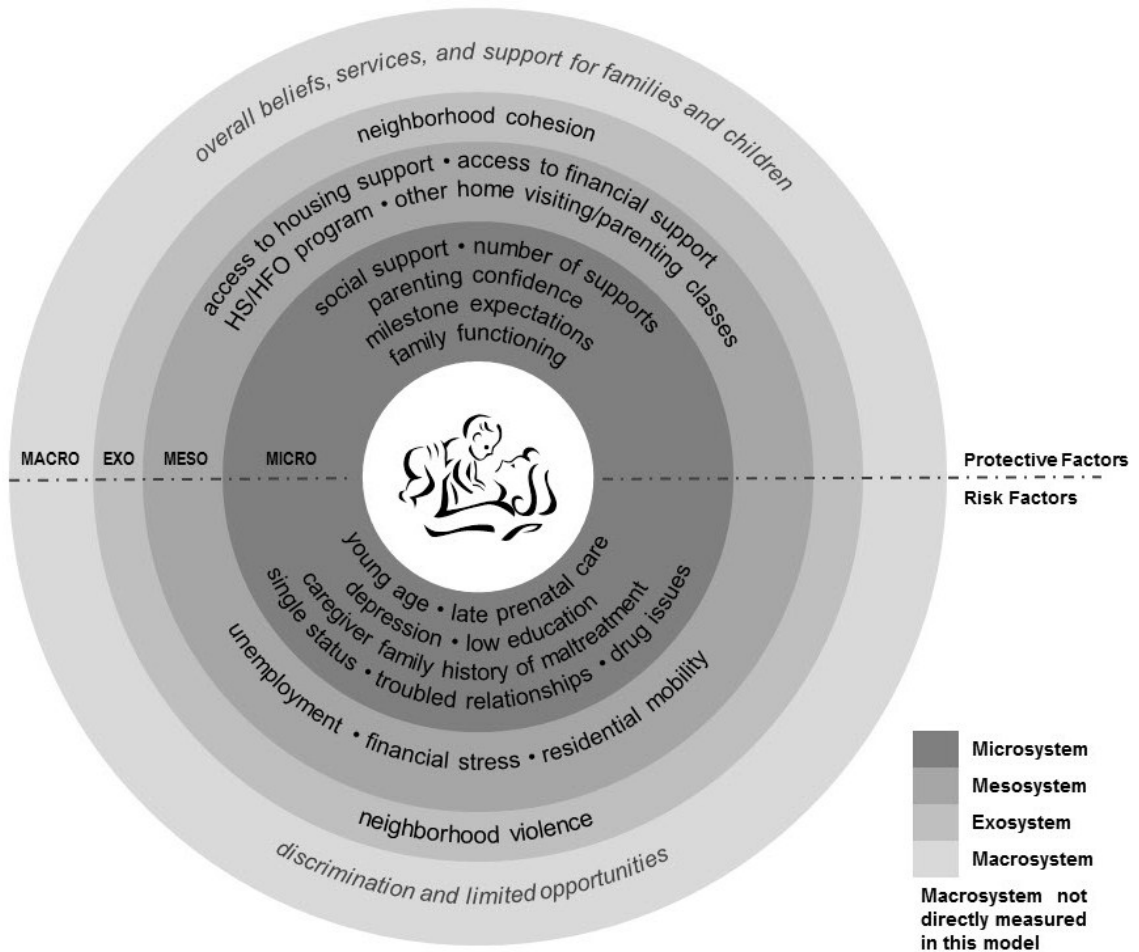 overall beliefs, services, and support for families and children
neighborhood cohesion
access to housing support • access to financial support
HS/HFO program • other home visiting/parenting classes
social support • number of supports
parenting confidence
milestone expectations
family functioning
MACRO EXO MESO MICRO
Protective Factors
Risk Factors
young age • late prenatal care
depression • low education
caregiver family history of maltreatment
single status • troubled relationships • drug issues
unemployment • financial stress • residential mobility
neighborhood violence
discrimination and limited opportunities
Microsystem
Mesosystem
Exosystem
Macrosystem
Macrosystem not
directly measured
in this model